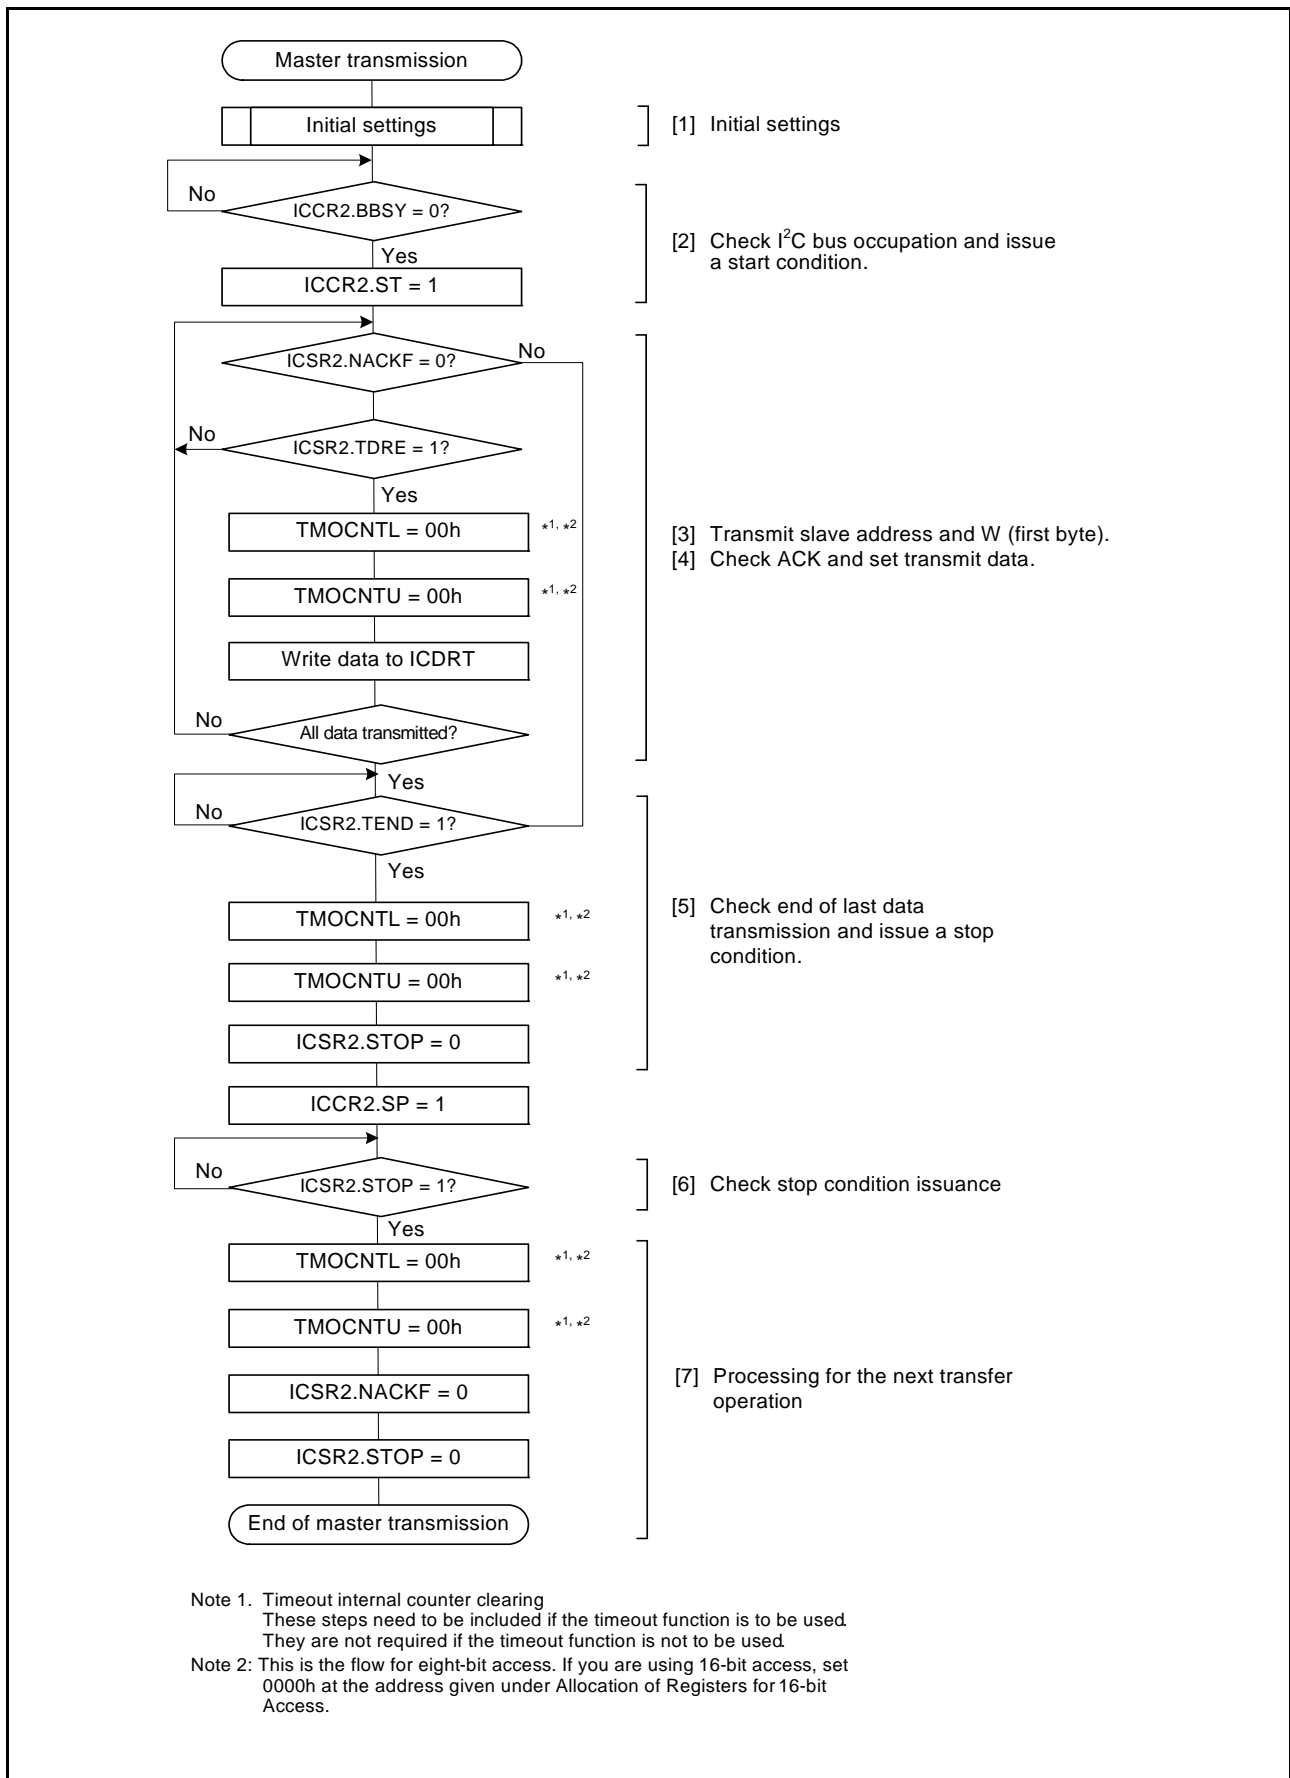 Master transmission
Initial settings
[1] Initial settings
No
ICCR2.BBSY = 0?
[2] Check I²C bus occupation and issue
a start condition.
Yes
ICCR2.ST = 1
ICSR2.NACKF = 0?
No
No
ICSR2.TDRE = 1?
Yes
TMOCNTL = 00h
*1, *2
[3] Transmit slave address and W (first byte).
[4] Check ACK and set transmit data.
TMOCNTU = 00h
*1, *2
Write data to ICDRT
No
All data transmitted?
Yes
No
ICSR2.TEND = 1?
Yes
TMOCNTL = 00h
*1, *2
[5] Check end of last data
transmission and issue a stop
condition.
TMOCNTU = 00h
*1, *2
ICSR2.STOP = 0
ICCR2.SP = 1
No
ICSR2.STOP = 1?
[6] Check stop condition issuance
Yes
TMOCNTL = 00h
*1, *2
TMOCNTU = 00h
*1, *2
[7] Processing for the next transfer
operation
ICSR2.NACKF = 0
ICSR2.STOP = 0
End of master transmission
Note 1. Timeout internal counter clearing
These steps need to be included if the timeout function is to be used.
They are not required if the timeout function is not to be used.
Note 2: This is the flow for eight-bit access. If you are using 16-bit access, set
0000h at the address given under Allocation of Registers for 16-bit
Access.